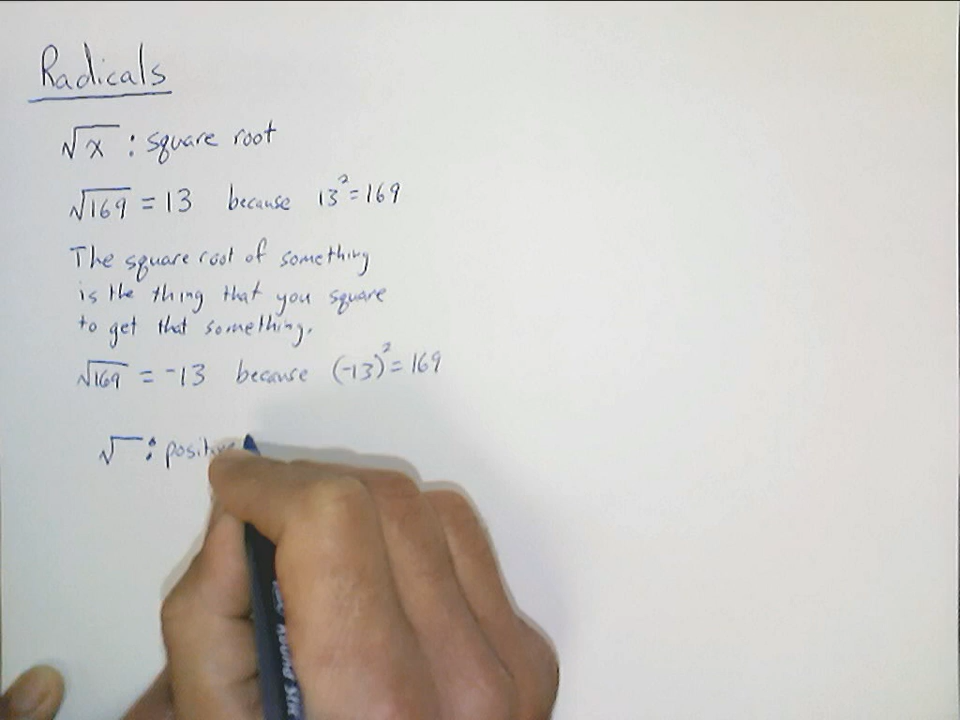 Radicals
√x : square root
√169 = 13 because 13² = 169
The square root of something
is the thing that you square
to get that something.
√169 = -13 because (-13)² = 169
√ : positive